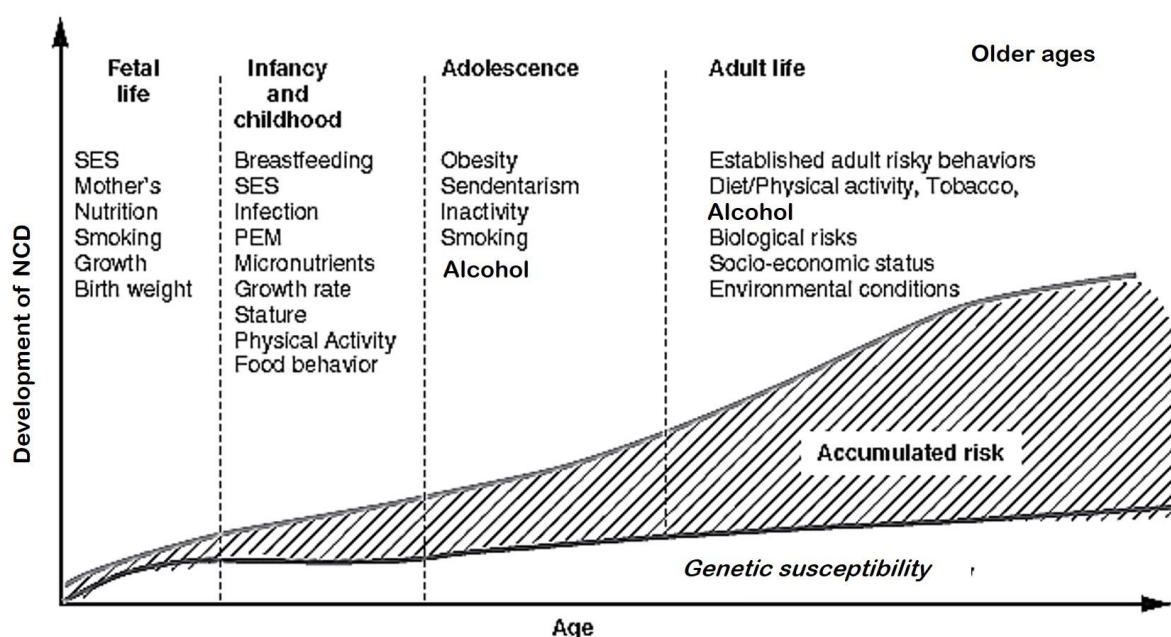 Older ages
Fetal
life
Infancy
and
childhood
Adolescence
Adult life
SES
Mother's
Nutrition
Smoking
Growth
Birth weight
Breastfeeding
SES
Infection
PEM
Micronutrients
Growth rate
Stature
Physical Activity
Food behavior
Obesity
Sendentarism
Inactivity
Smoking
Alcohol
Established adult risky behaviors
Diet/Physical activity, Tobacco,
Alcohol
Biological risks
Socio-economic status
Environmental conditions
Development of NCD
Accumulated risk
Genetic susceptibility
Age